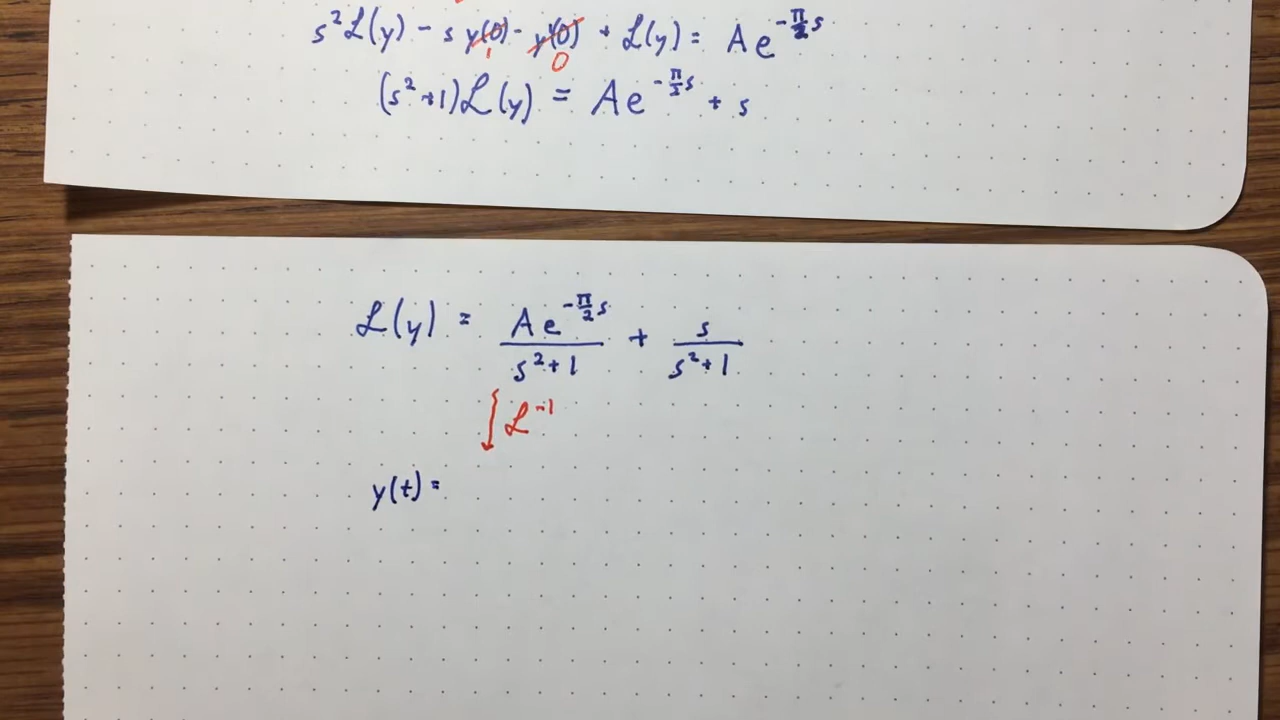 s²ℒ(y) - s y(0) - y'(0) + ℒ(y) = Ae^{-π/2 s}
1 0
(s²+1)ℒ(y) = Ae^{-π/2 s} + s
ℒ(y) = Ae^{-π/2 s}/(s²+1) + s/(s²+1)
ℒ⁻¹
y(t) =